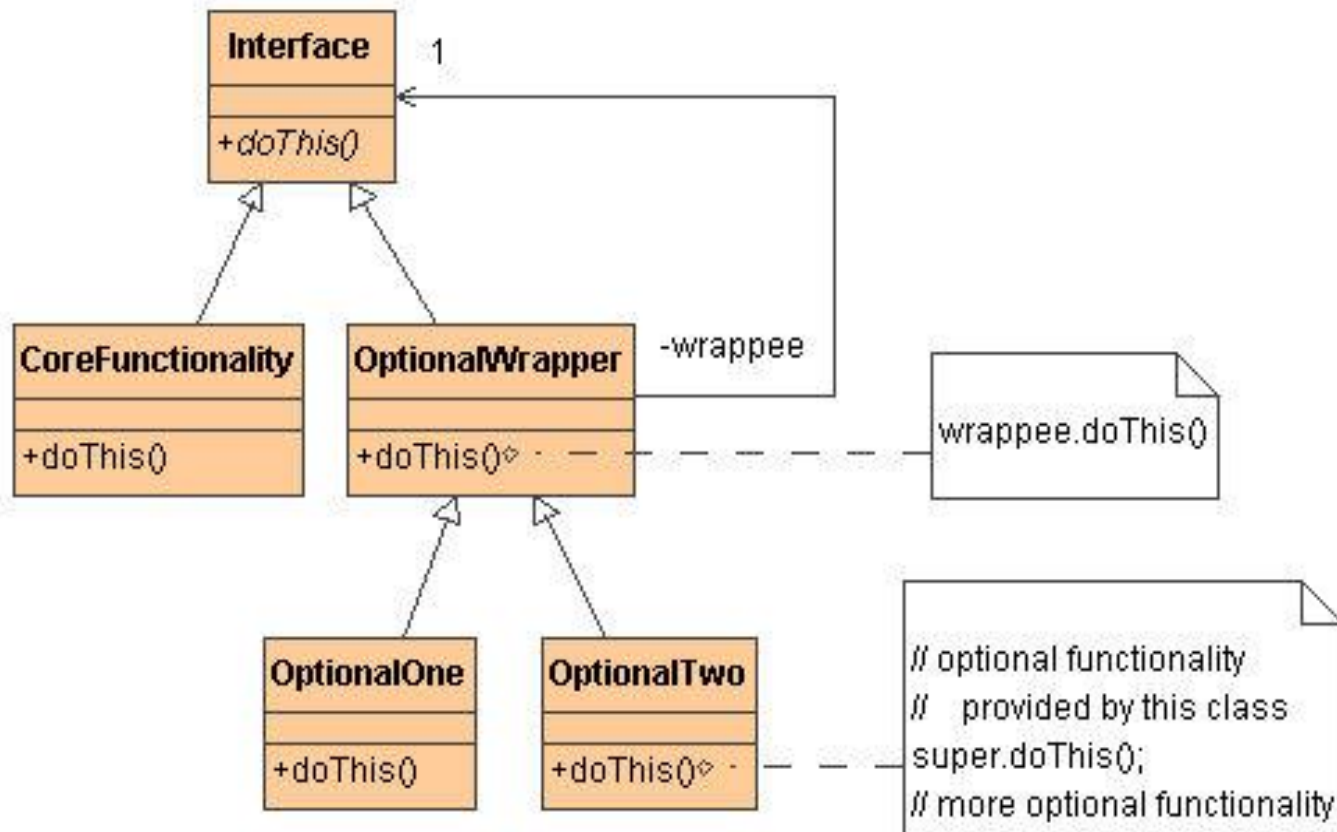 Interface
1
+doThis()
CoreFunctionality
OptionalWrapper
-wrappee
+doThis()
+doThis()
wrappee.doThis()
OptionalOne
OptionalTwo
+doThis()
+doThis()
// optional functionality
// provided by this class
super.doThis();
// more optional functionality